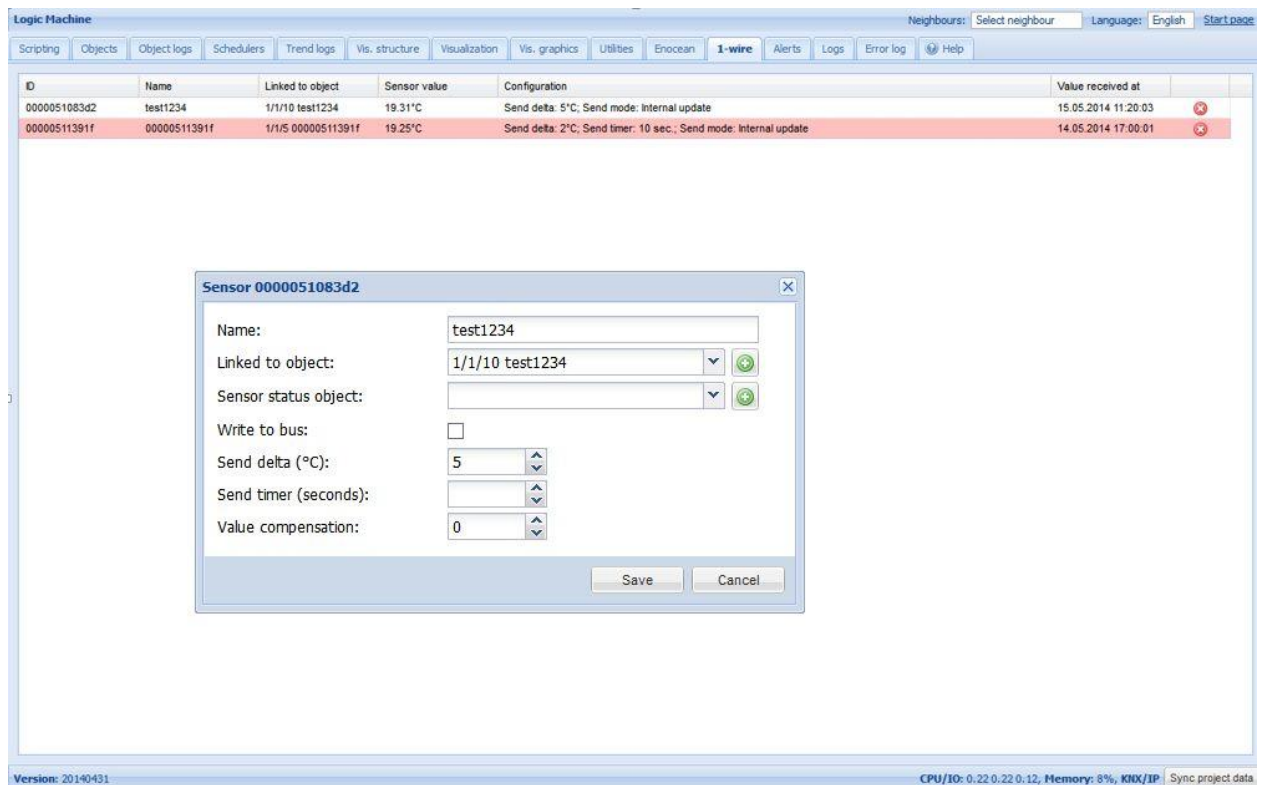 Logic Machine Neighbours: Select neighbour Language: English Start page
Scripting Objects Object logs Schedulers Trend logs Vis. structure Visualization Vis. graphics Utilities Enocean 1-wire Alerts Logs Error log Help
ID Name Linked to object Sensor value Configuration Value received at
0000051083d2 test1234 1/1/10 test1234 19.31°C Send delta: 5°C; Send mode: Internal update 15.05.2014 11:20:03
00000511391f 00000511391f 1/1/5 00000511391f 19.25°C Send delta: 2°C; Send timer: 10 sec.; Send mode: Internal update 14.05.2014 17:00:01
Sensor 0000051083d2
Name: test1234
Linked to object: 1/1/10 test1234
Sensor status object:
Write to bus:
Send delta (°C): 5
Send timer (seconds):
Value compensation: 0
Save Cancel
Version: 20140431 CPU/IO: 0.22 0.22 0.12, Memory: 8%, KNX/IP Sync project data